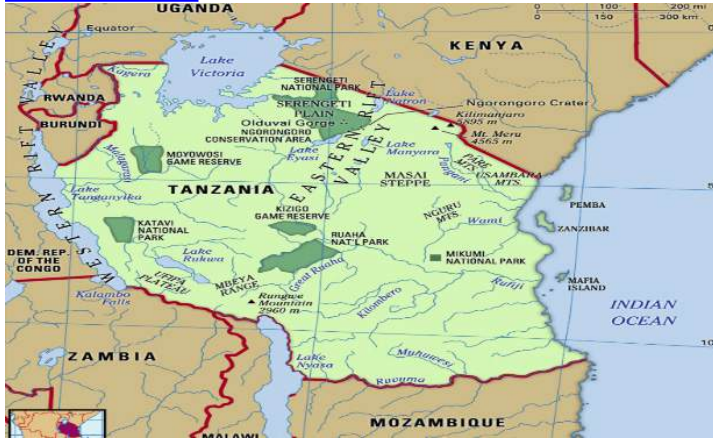 UGANDA
0 100 200 mi
0 150 300 km
Equator
0
KENYA
Lake
Victoria
Kagera
SERENGETI
NATIONAL PARK
Lake
Natron
RWANDA
SERENGETI
PLAIN
Ngorongoro Crater
Olduvai Gorge
Kilimanjaro
5895 m
BURUNDI
NGORONGORO
CONSERVATION AREA
Mt. Meru
4565 m
Lake
Eyasi
Lake
Manyara
EASTERN RIFT
VALLEY
WESTERN RIFT VALLEY
MOYOWOSI
GAME RESERVE
Malagarasi
PARE
MTS.
Pangani
USAMBARA
MTS.
MASAI
STEPPE
5
Lake
Tanganyika
TANZANIA
PEMBA
KIZIGO
GAME RESERVE
NGURU
MTS.
Wami
ZANZIBAR
KATAVI
NATIONAL
PARK
RUAHA
NAT'L PARK
DEM. REP.
OF THE
CONGO
Lake
Rukwa
MIKUMI
NATIONAL PARK
MAFIA
ISLAND
UFIPA
PLATEAU
MBEYA
RANGE
Great Ruaha
Rufiji
Kalambo
Falls
Rungwe
Mountain
2960 m
Kilombero
INDIAN
OCEAN
10
ZAMBIA
Lake
Nyasa
Muhuwesi
Ruvuma
MALAWI
MOZAMBIQUE